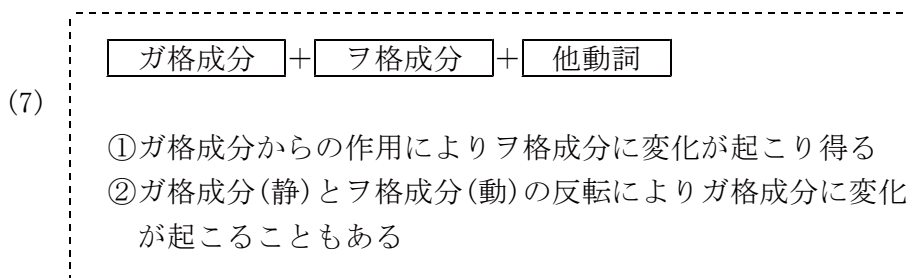 ガ格成分+ヲ格成分+他動詞
(7)
①ガ格成分からの作用によりヲ格成分に変化が起こり得る
②ガ格成分(静)とヲ格成分(動)の反転によりガ格成分に変化
が起こることもある